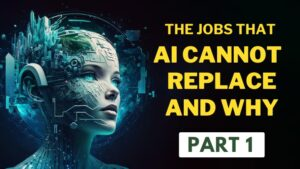 THE JOBS THAT
AI CANNOT
REPLACE
AND WHY
PART 1